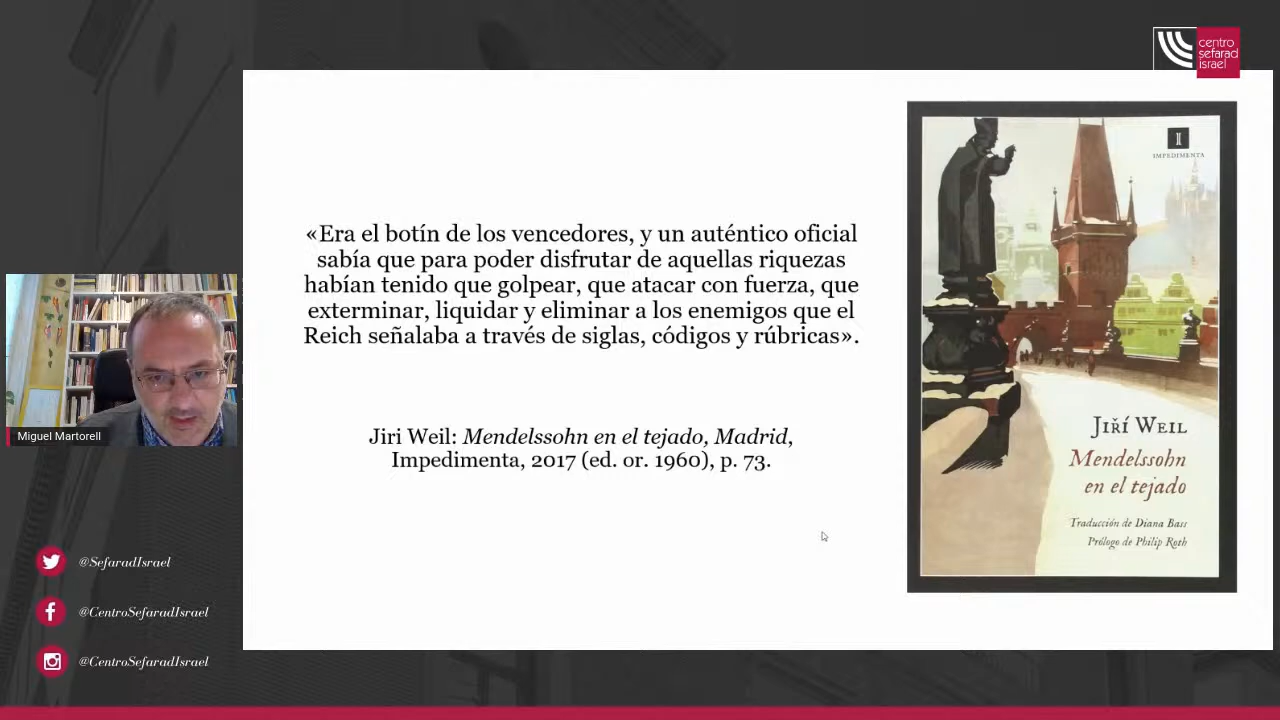 centro
sefarad
israel
«Era el botín de los vencedores, y un auténtico oficial
sabía que para poder disfrutar de aquellas riquezas
habían tenido que golpear, que atacar con fuerza, que
exterminar, liquidar y eliminar a los enemigos que el
Reich señalaba a través de siglas, códigos y rúbricas».
Jiri Weil: Mendelssohn en el tejado, Madrid,
Impedimenta, 2017 (ed. or. 1960), p. 73.
IMPEDIMENTA
JIŘÍ WEIL
Mendelssohn
en el tejado
Traducción de Diana Bass
Prólogo de Philip Roth
Miguel Martorell
@SefaradIsrael
@CentroSefaradIsrael
@CentroSefaradIsrael